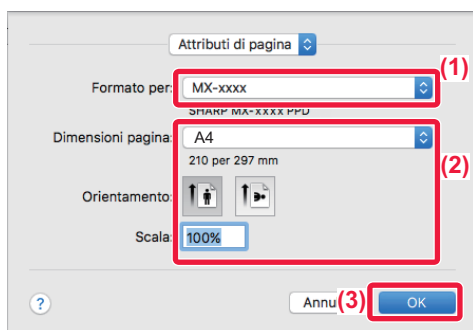 Attributi di pagina
(1)
Formato per: MX-xxxx
SHARP MX-xxxx PPD
Dimensioni pagina: A4
210 per 297 mm
(2)
Orientamento:
Scala: 100%
? Annu (3) OK